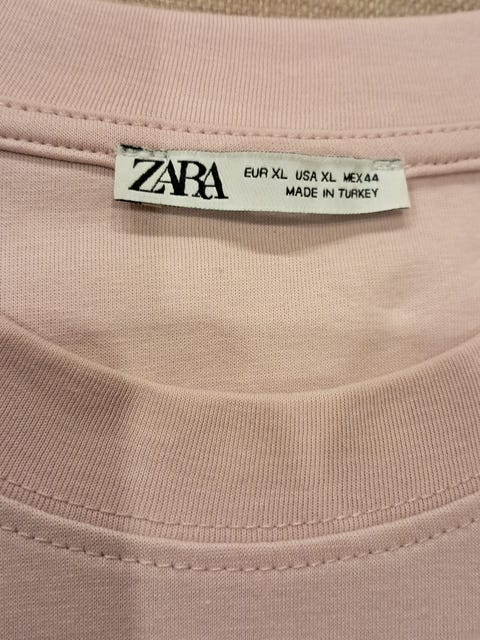 ZARA
EUR XL USA XL MEX 44
MADE IN TURKEY